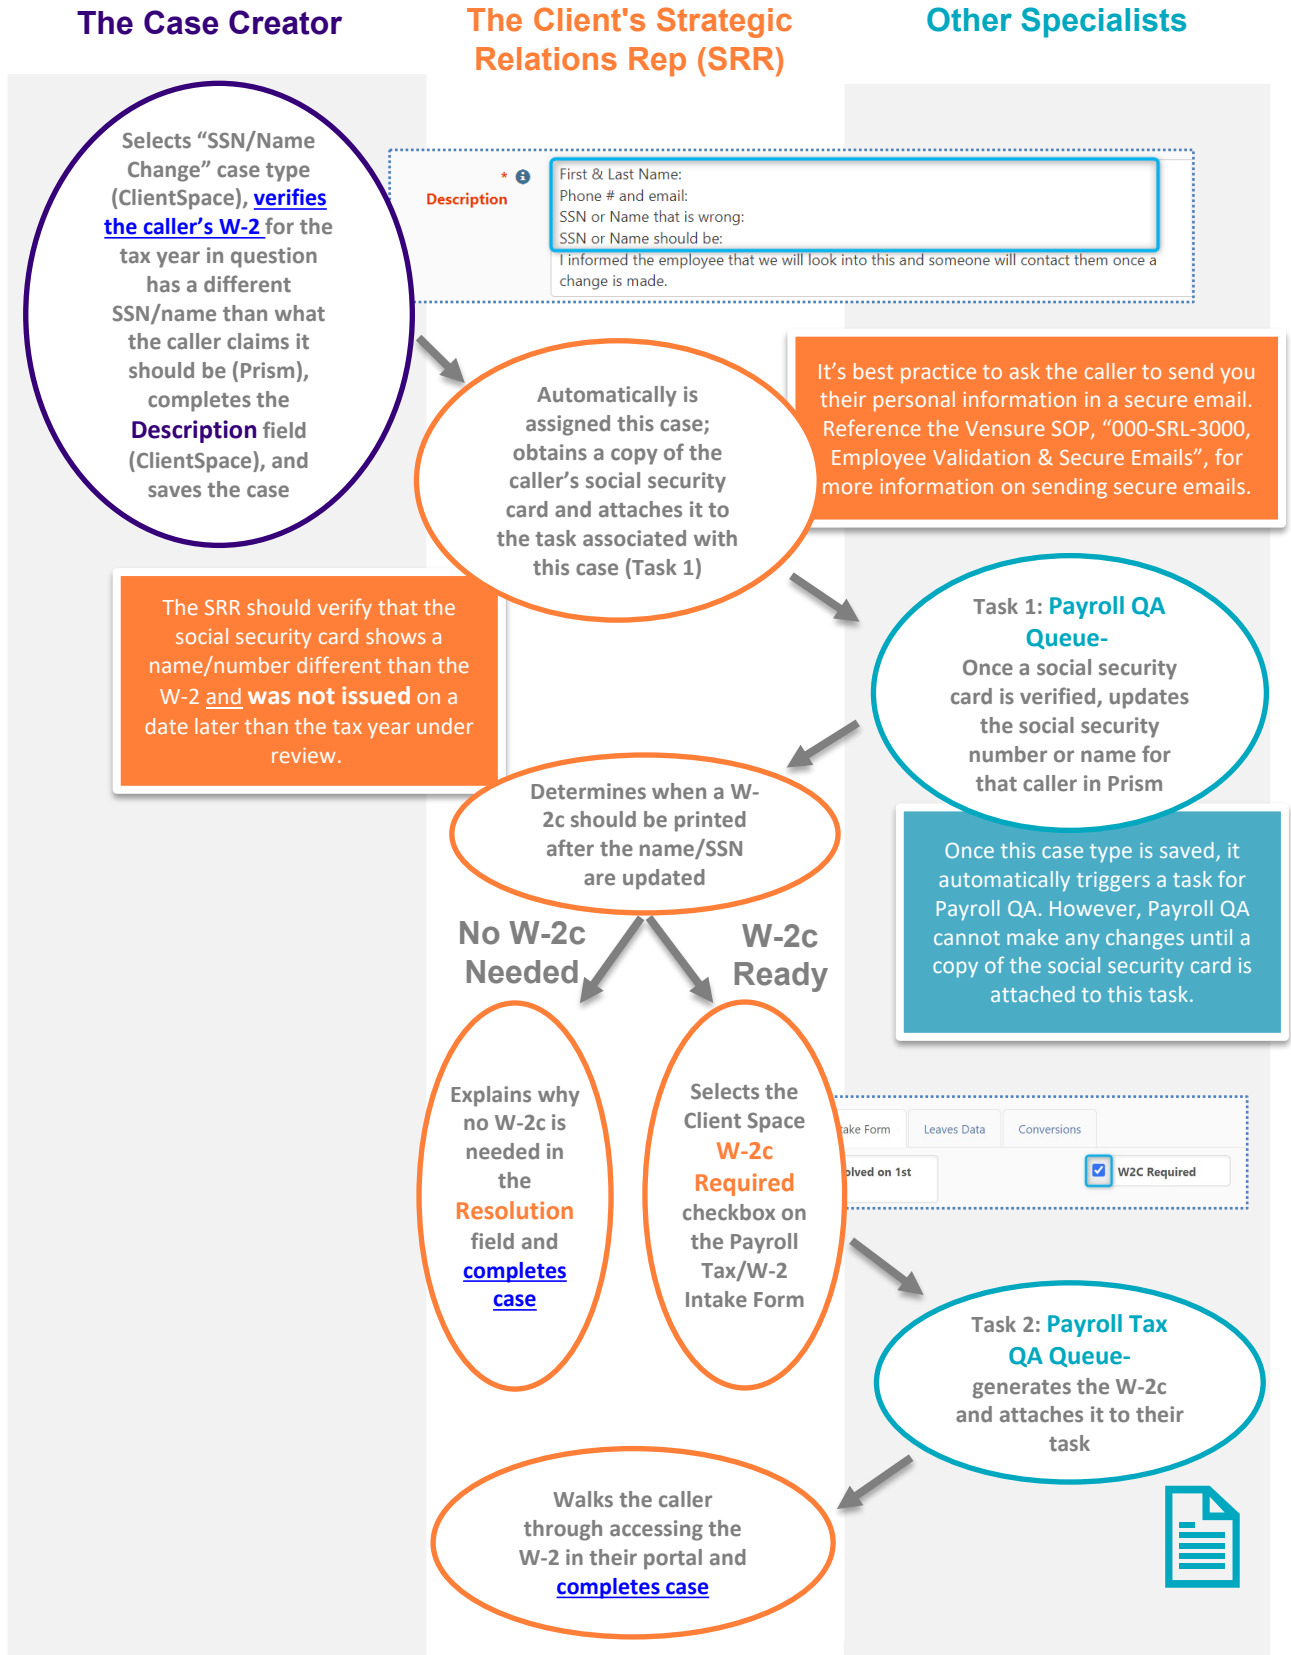 The Case Creator
The Client's Strategic
Relations Rep (SRR)
Other Specialists
Selects “SSN/Name
Change” case type
(ClientSpace), verifies
the caller’s W-2 for the
tax year in question
has a different
SSN/name than what
the caller claims it
should be (Prism),
completes the
Description field
(ClientSpace), and
saves the case
* Description
First & Last Name:
Phone # and email:
SSN or Name that is wrong:
SSN or Name should be:
I informed the employee that we will look into this and someone will contact them once a
change is made.
Automatically is
assigned this case;
obtains a copy of the
caller’s social security
card and attaches it to
the task associated with
this case (Task 1)
It’s best practice to ask the caller to send you
their personal information in a secure email.
Reference the Vensure SOP, “000-SRL-3000,
Employee Validation & Secure Emails”, for
more information on sending secure emails.
The SRR should verify that the
social security card shows a
name/number different than the
W-2 and was not issued on a
date later than the tax year under
review.
Task 1: Payroll QA
Queue-
Once a social security
card is verified, updates
the social security
number or name for
that caller in Prism
Determines when a W-
2c should be printed
after the name/SSN
are updated
Once this case type is saved, it
automatically triggers a task for
Payroll QA. However, Payroll QA
cannot make any changes until a
copy of the social security card is
attached to this task.
No W-2c
Needed
W-2c
Ready
Explains why
no W-2c is
needed in
the
Resolution
field and
completes
case
Selects the
Client Space
W-2c
Required
checkbox on
the Payroll
Tax/W-2
Intake Form
take Form
Leaves Data
Conversions
olved on 1st
W2C Required
Task 2: Payroll Tax
QA Queue-
generates the W-2c
and attaches it to their
task
Walks the caller
through accessing the
W-2 in their portal and
completes case